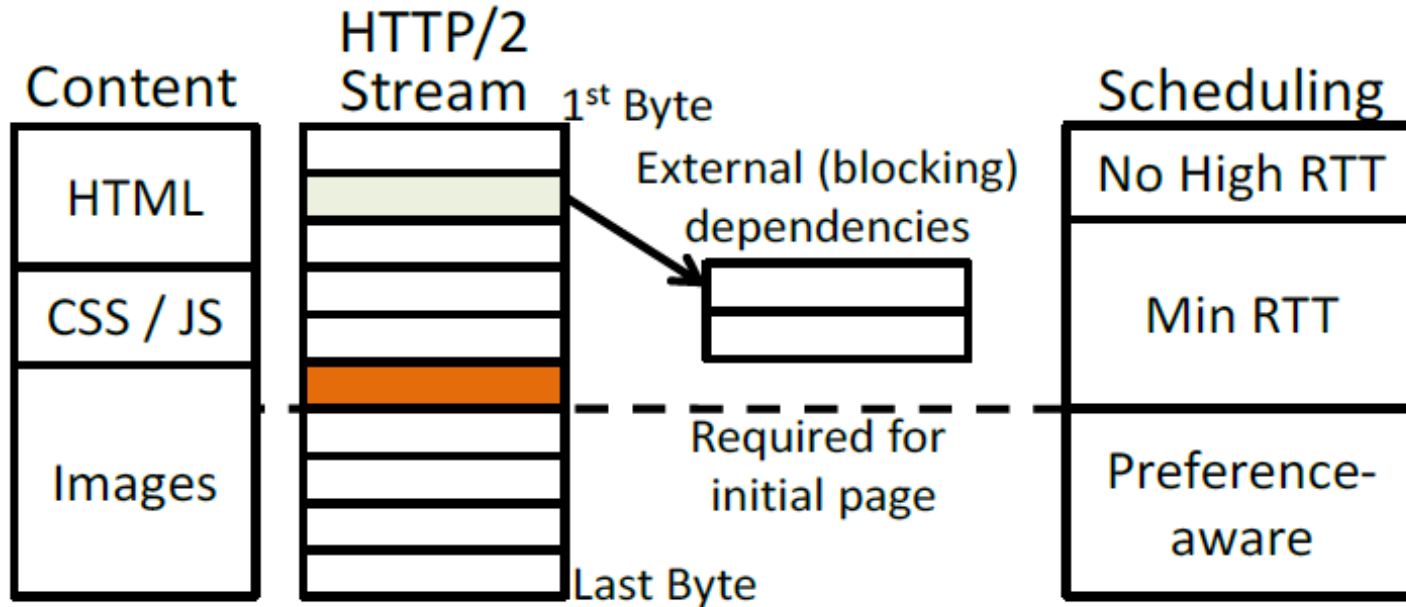 Content
HTML
CSS / JS
Images
HTTP/2
Stream
1st Byte
Last Byte
External (blocking)
dependencies
Required for
initial page
Scheduling
No High RTT
Min RTT
Preference-
aware